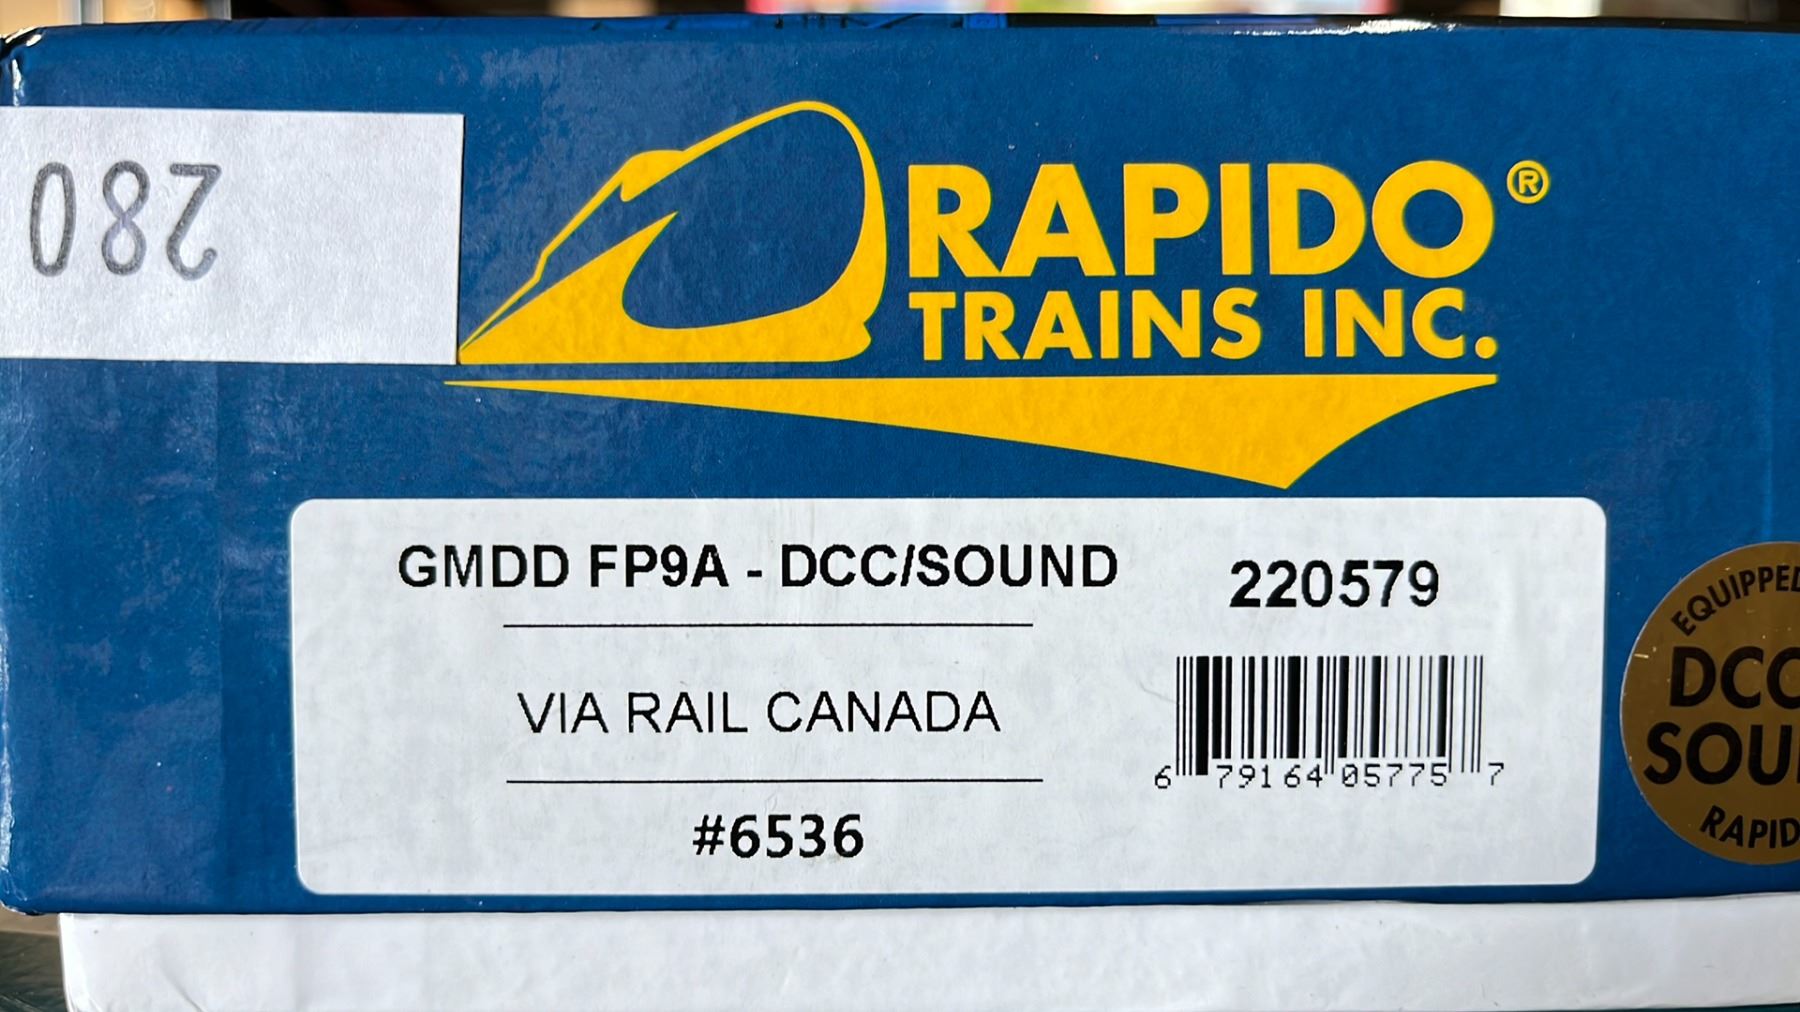 280
RAPIDO®
TRAINS INC.
GMDD FP9A - DCC/SOUND
220579
VIA RAIL CANADA
6 79164 05775 7
#6536
EQUIPPED
DCC
SOU
RAPID